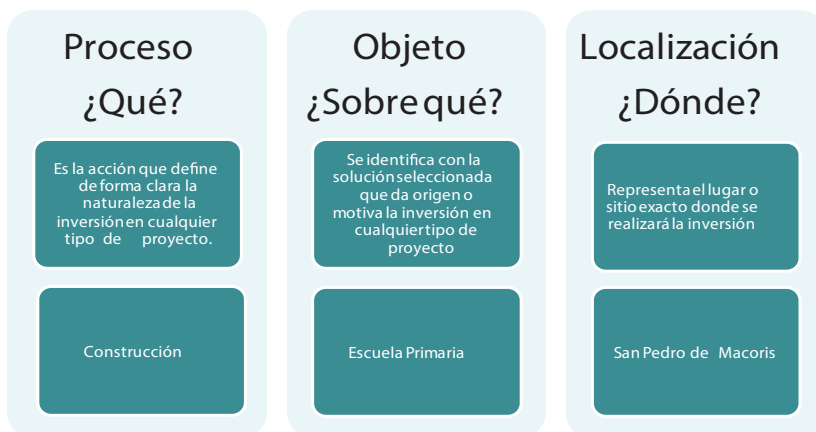 Proceso
¿Qué?
Es la acción que define
de forma clara la
naturaleza de la
inversión en cualquier
tipo de proyecto.
Construcción
Objeto
¿Sobre qué?
Se identifica con la
solución seleccionada
que da origen o
motiva la inversión en
cualquier tipo de
proyecto
Escuela Primaria
Localización
¿Dónde?
Representa el lugar o
sitio exacto donde se
realizará la inversión
San Pedro de Macoris